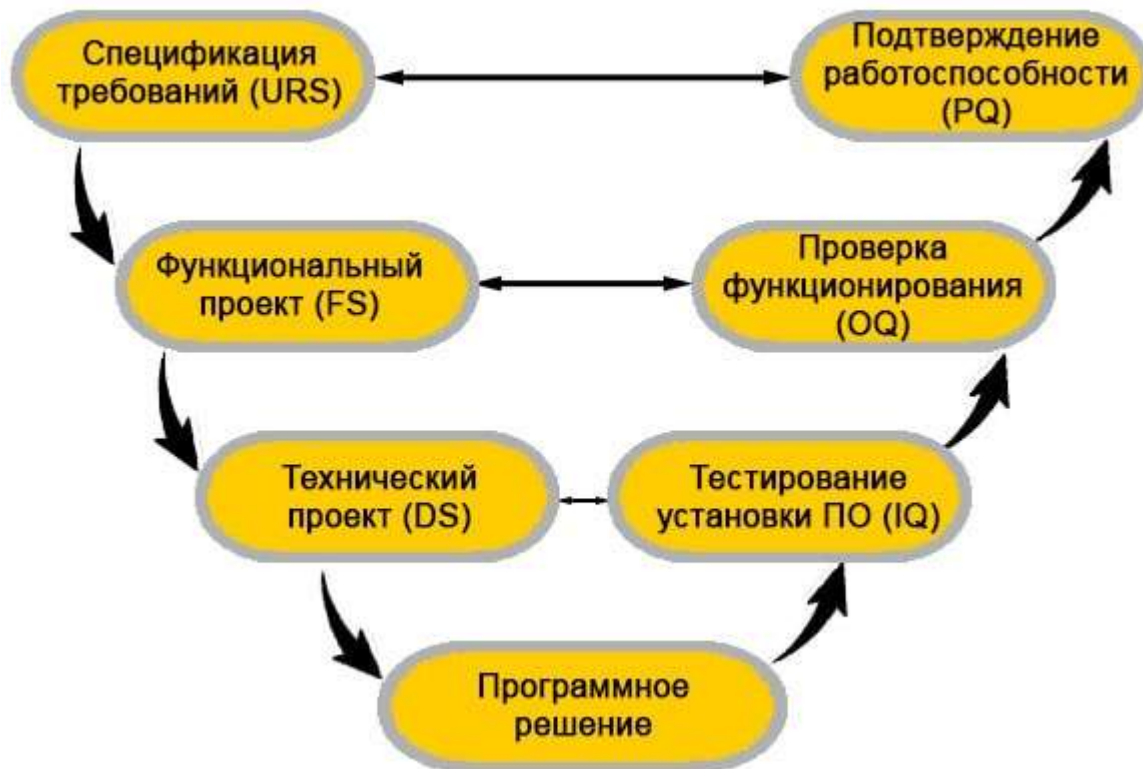 Спецификация
требований (URS)
Подтверждение
работоспособности
(PQ)
Функциональный
проект (FS)
Проверка
функционирования
(OQ)
Технический
проект (DS)
Тестирование
установки ПО (IQ)
Программное
решение